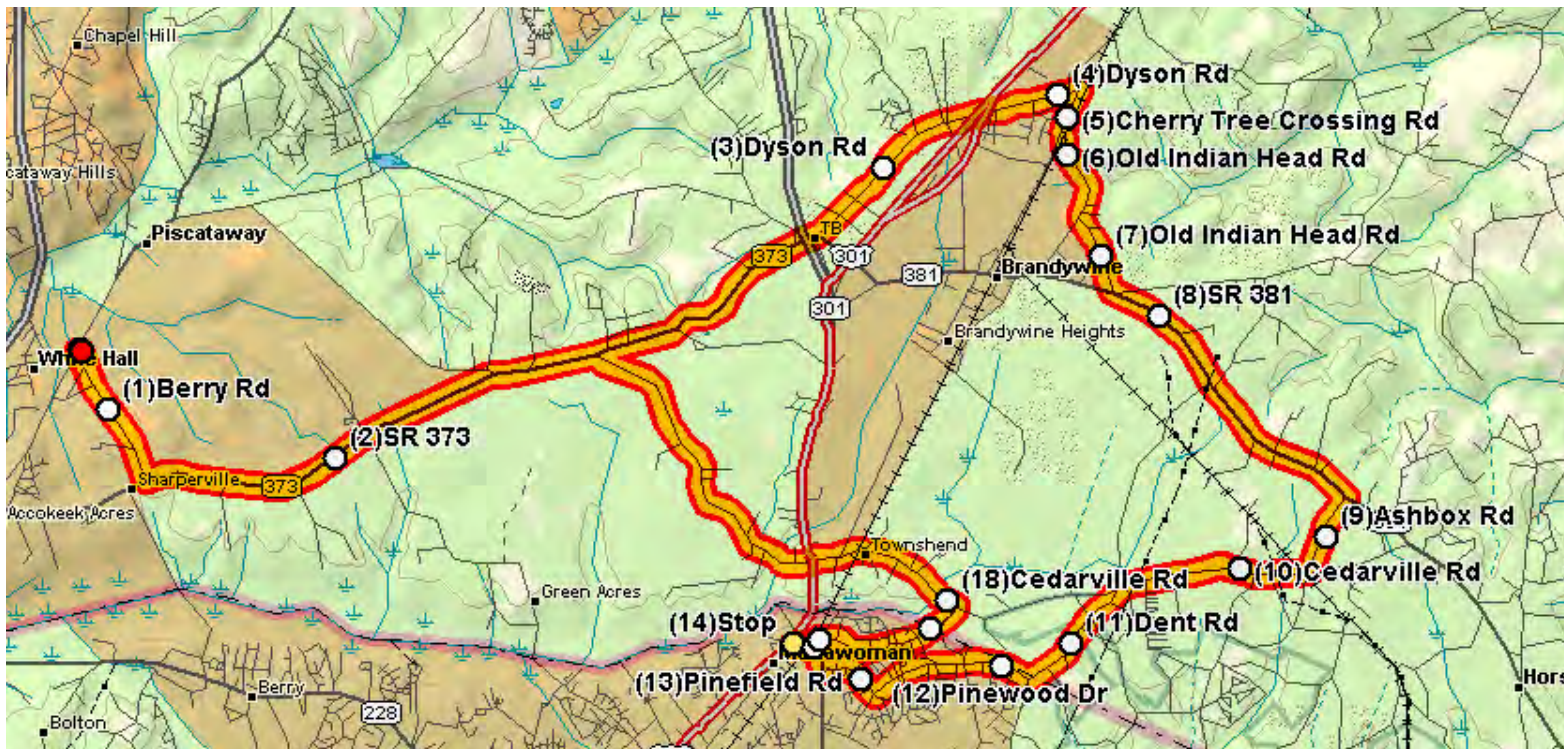 Chapel Hill
(4)Dyson Rd
(5)Cherry Tree Crossing Rd
(3)Dyson Rd
(6)Old Indian Head Rd
cataway Hills
Piscataway
TB
373
301
(7)Old Indian Head Rd
381
Brandywine
301
(8)SR 381
Brandywine Heights
White Hall
(1)Berry Rd
(2)SR 373
Sharperville
373
Accokeek Acres
(9)Ashbox Rd
Townshend
(18)Cedarville Rd
(10)Cedarville Rd
Green Acres
(14)Stop
(11)Dent Rd
(13)Pinefield Rd
(12)Pinewood Dr
Hors
Berry
228
Bolton